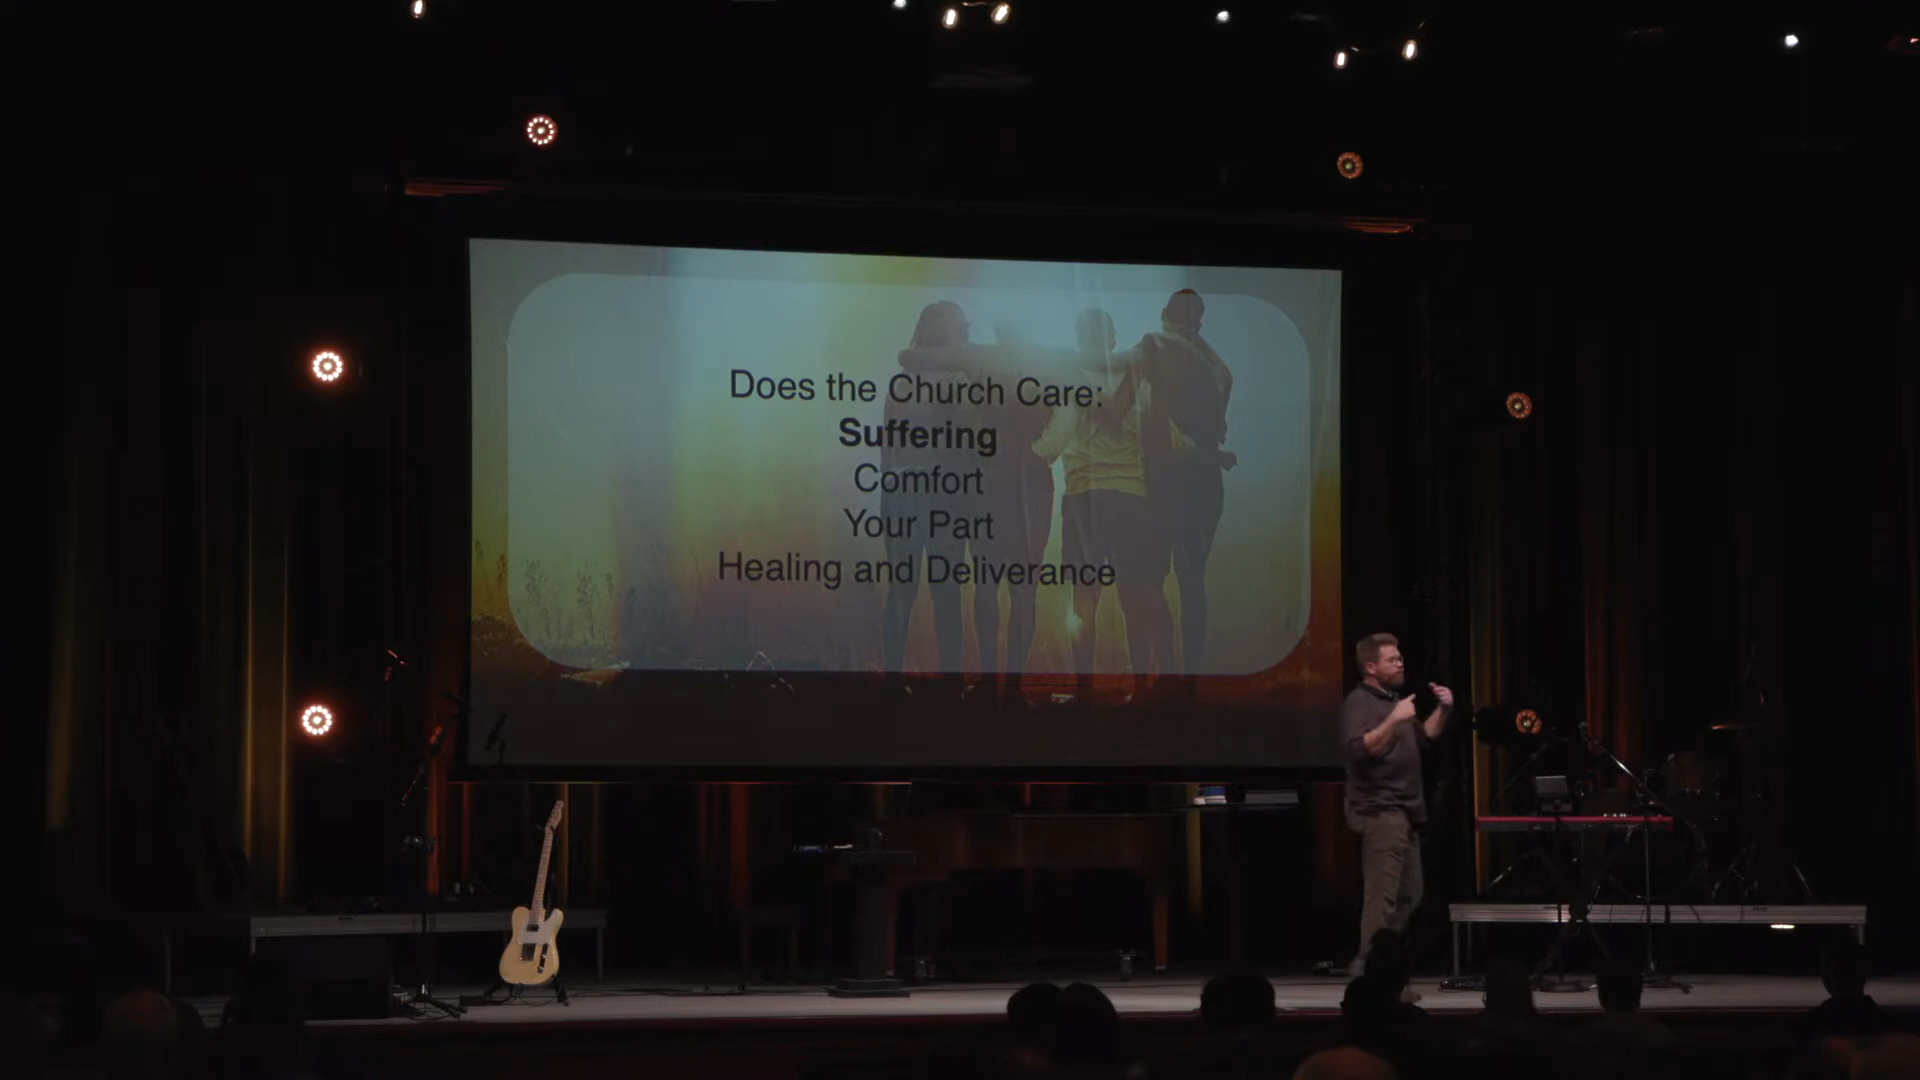 Does the Church Care:
Suffering
Comfort
Your Part
Healing and Deliverance